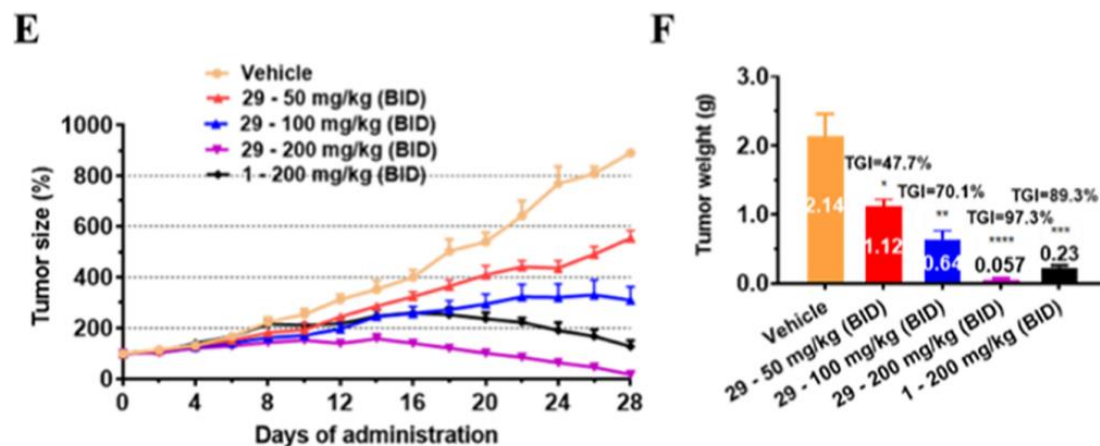 E
Vehicle
29 - 50 mg/kg (BID)
29 - 100 mg/kg (BID)
29 - 200 mg/kg (BID)
1 - 200 mg/kg (BID)
Tumor size (%)
1000
800
600
400
200
0
0 4 8 12 16 20 24 28
Days of administration
F
Tumor weight (g)
3.0
2.0
1.0
0.0
2.14
TGI=47.7%
*
1.12
TGI=70.1%
**
0.64
TGI=97.3%
****
0.057
TGI=89.3%
***
0.23
Vehicle
29 - 50 mg/kg (BID)
29 - 100 mg/kg (BID)
29 - 200 mg/kg (BID)
1 - 200 mg/kg (BID)